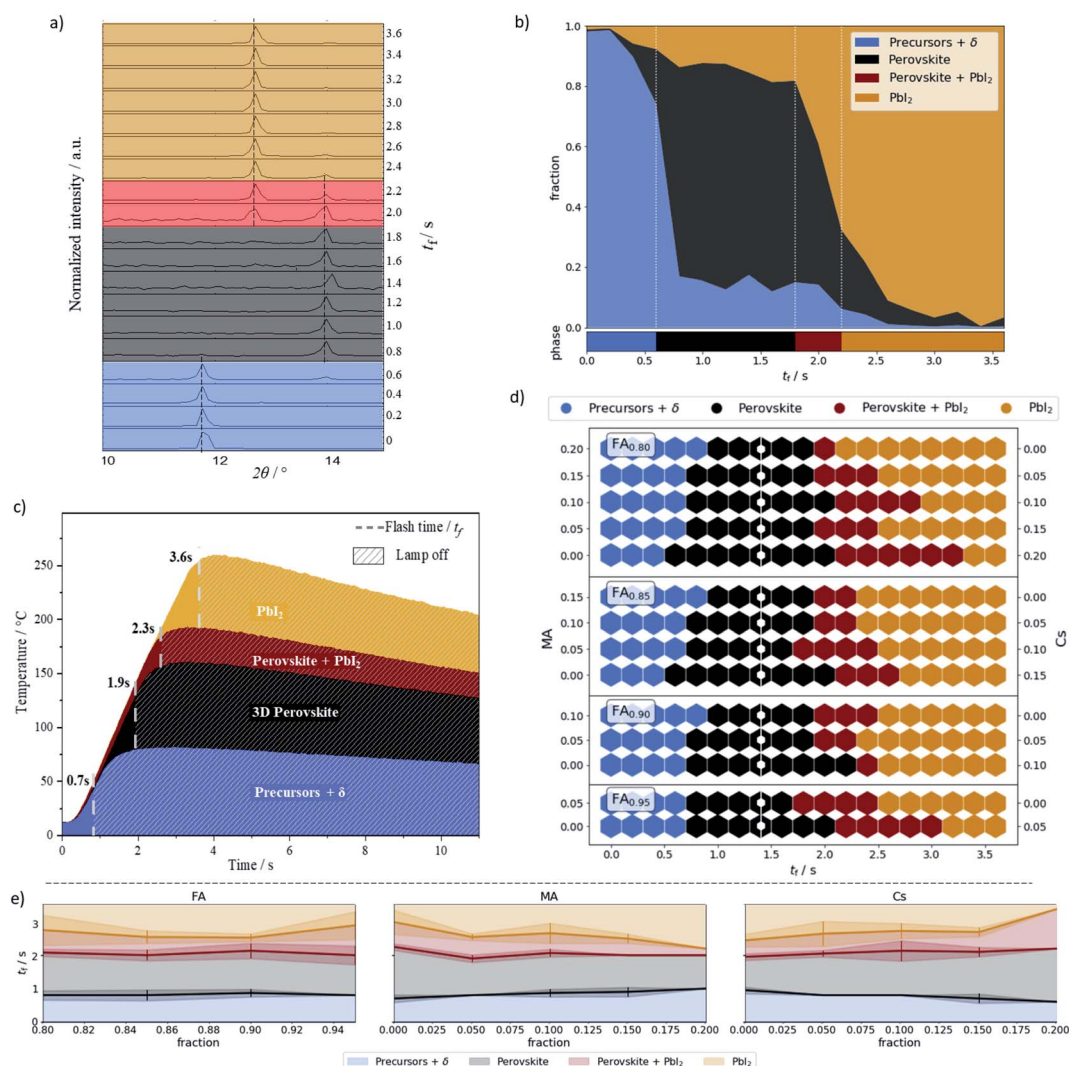 a)
Normalized intensity / a.u.
3.6
3.4
3.2
3.0
2.8
2.6
2.4
2.2
2.0
1.8
1.6
1.4
1.2
1.0
0.8
0.6
0.4
0.2
0
t_f / s
10 12 14
2θ / °
b)
fraction
1.0
0.8
0.6
0.4
0.2
0.0
Precursors + δ
Perovskite
Perovskite + PbI₂
PbI₂
phase
0.0 0.5 1.0 1.5 2.0 2.5 3.0 3.5
t_f / s
c)
Temperature / °C
250
200
150
100
50
0
Flash time / t_f
Lamp off
3.6s
2.3s
1.9s
0.7s
PbI₂
Perovskite + PbI₂
3D Perovskite
Precursors + δ
0 2 4 6 8 10
Time / s
d)
Precursors + δ Perovskite Perovskite + PbI₂ PbI₂
MA
Cs
FA₀.₈₀
0.20 0.00
0.15 0.05
0.10 0.10
0.05 0.15
0.00 0.20
FA₀.₈₅
0.15 0.00
0.10 0.05
0.05 0.10
0.00 0.15
FA₀.₉₀
0.10 0.00
0.05 0.05
0.00 0.10
FA₀.₉₅
0.05 0.00
0.00 0.05
0.0 0.5 1.0 1.5 2.0 2.5 3.0 3.5
t_f / s
e)
FA MA Cs
t_f / s
3
2
1
0
0.80 0.82 0.84 0.86 0.88 0.90 0.92 0.94
fraction
0.000 0.025 0.050 0.075 0.100 0.125 0.150 0.175 0.200
fraction
0.000 0.025 0.050 0.075 0.100 0.125 0.150 0.175 0.200
fraction
Precursors + δ Perovskite Perovskite + PbI₂ PbI₂